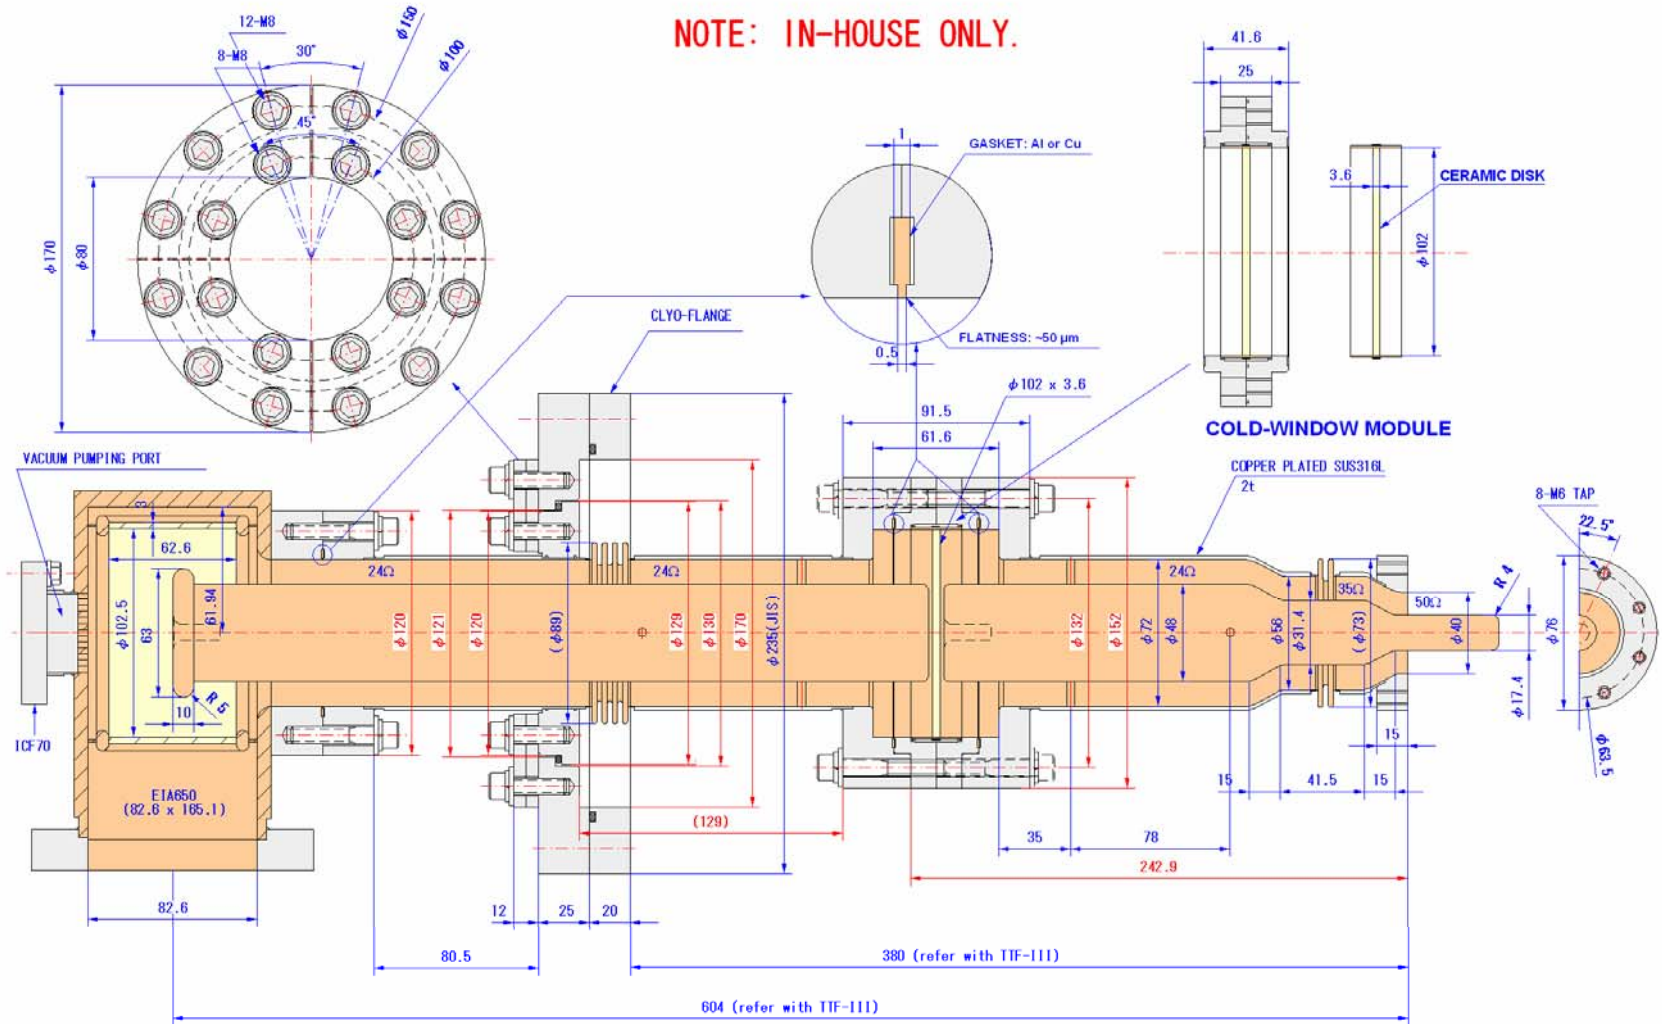 NOTE: IN-HOUSE ONLY.
12-M8
8-M8
30°
φ150
φ100
45°
φ170
φ80
1
GASKET: Al or Cu
FLATNESS: ~50 μm
0.5
41.6
25
3.6
CERAMIC DISK
φ102
COLD-WINDOW MODULE
CLYO-FLANGE
φ102 x 3.6
91.5
61.6
COPPER PLATED SUS316L
2t
8-M6 TAP
22.5°
VACUUM PUMPING PORT
3
62.6
φ102.5
63
61.94
10
R 5
ICF70
EIA650
(82.6 x 165.1)
24Ω
24Ω
24Ω
35Ω
50Ω
φ120
φ121
φ120
(φ89)
φ129
φ130
φ170
φ235(JIS)
φ132
φ152
φ72
φ48
φ56
φ31.4
(φ73)
φ40
R 4
φ17.4
φ76
φ63.5
15
15
41.5
15
(129)
35
78
242.9
82.6
12
25
20
80.5
380 (refer with TTF-III)
604 (refer with TTF-III)